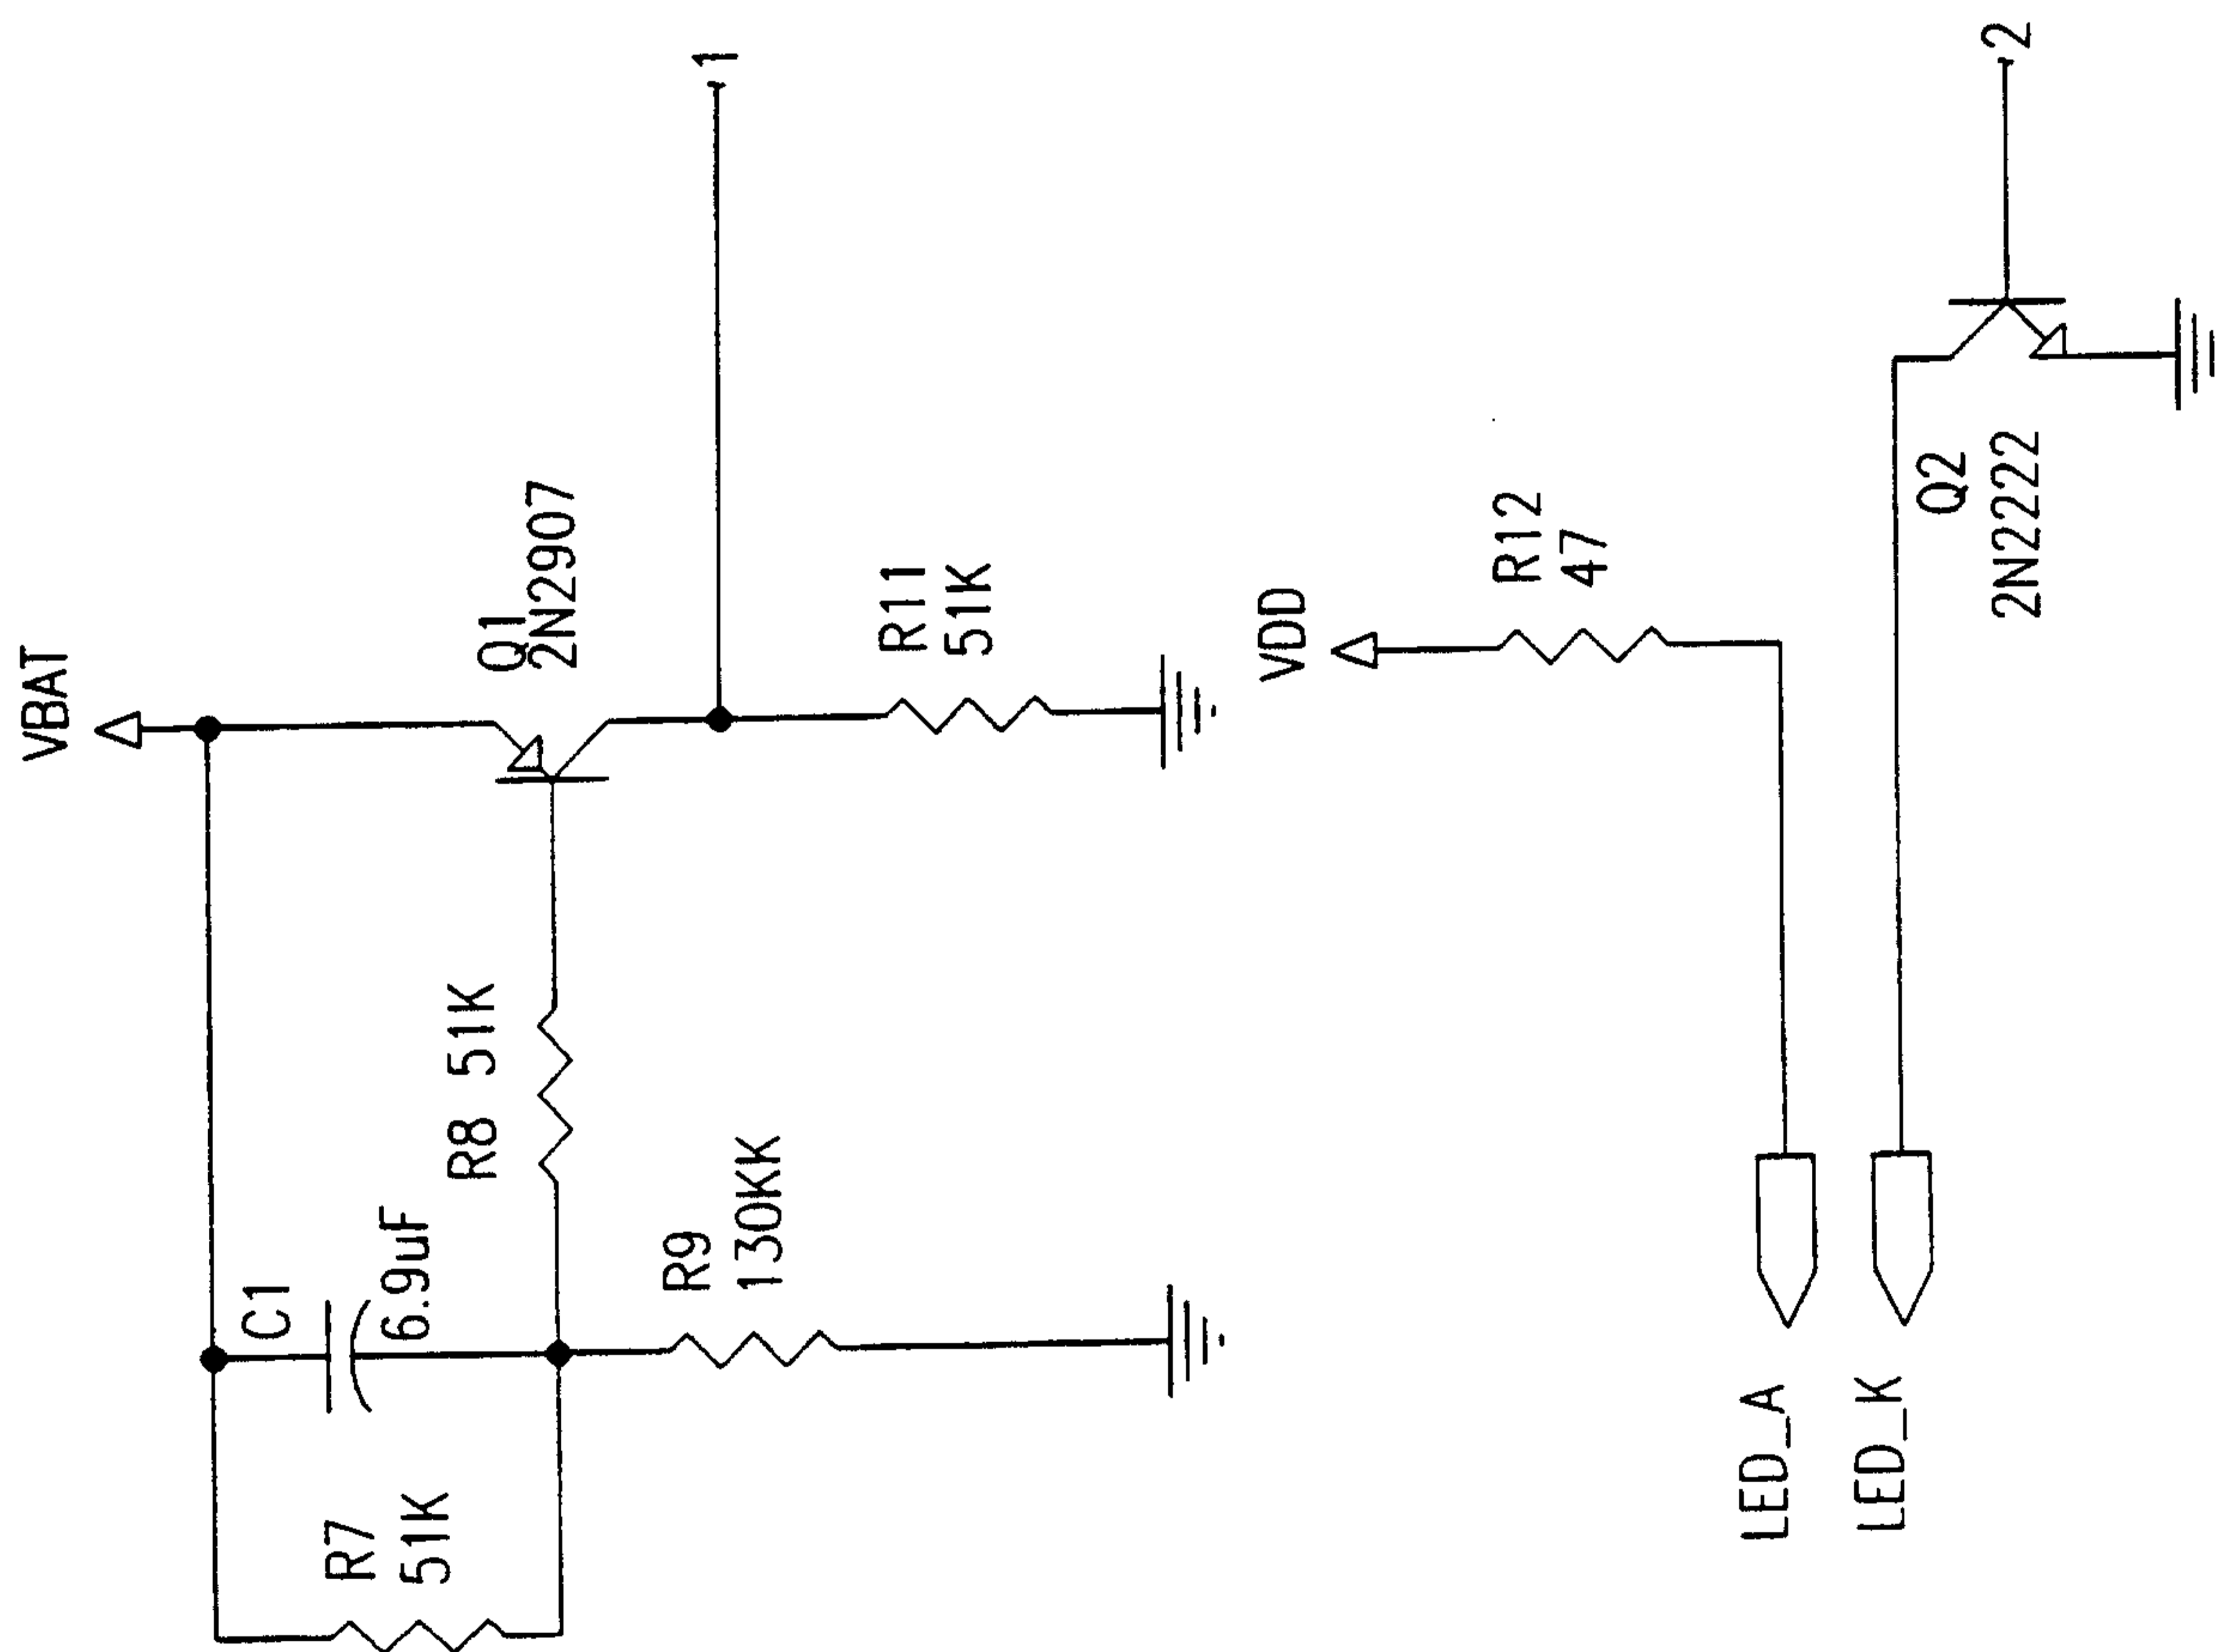 VBAT
Q1
2N2907
1
R8 51K
C1
6.9uF
R7
51K
R9
130KK
R11
51K
VDD
R12
47
LED_A
LED_K
Q2
2N2222
2